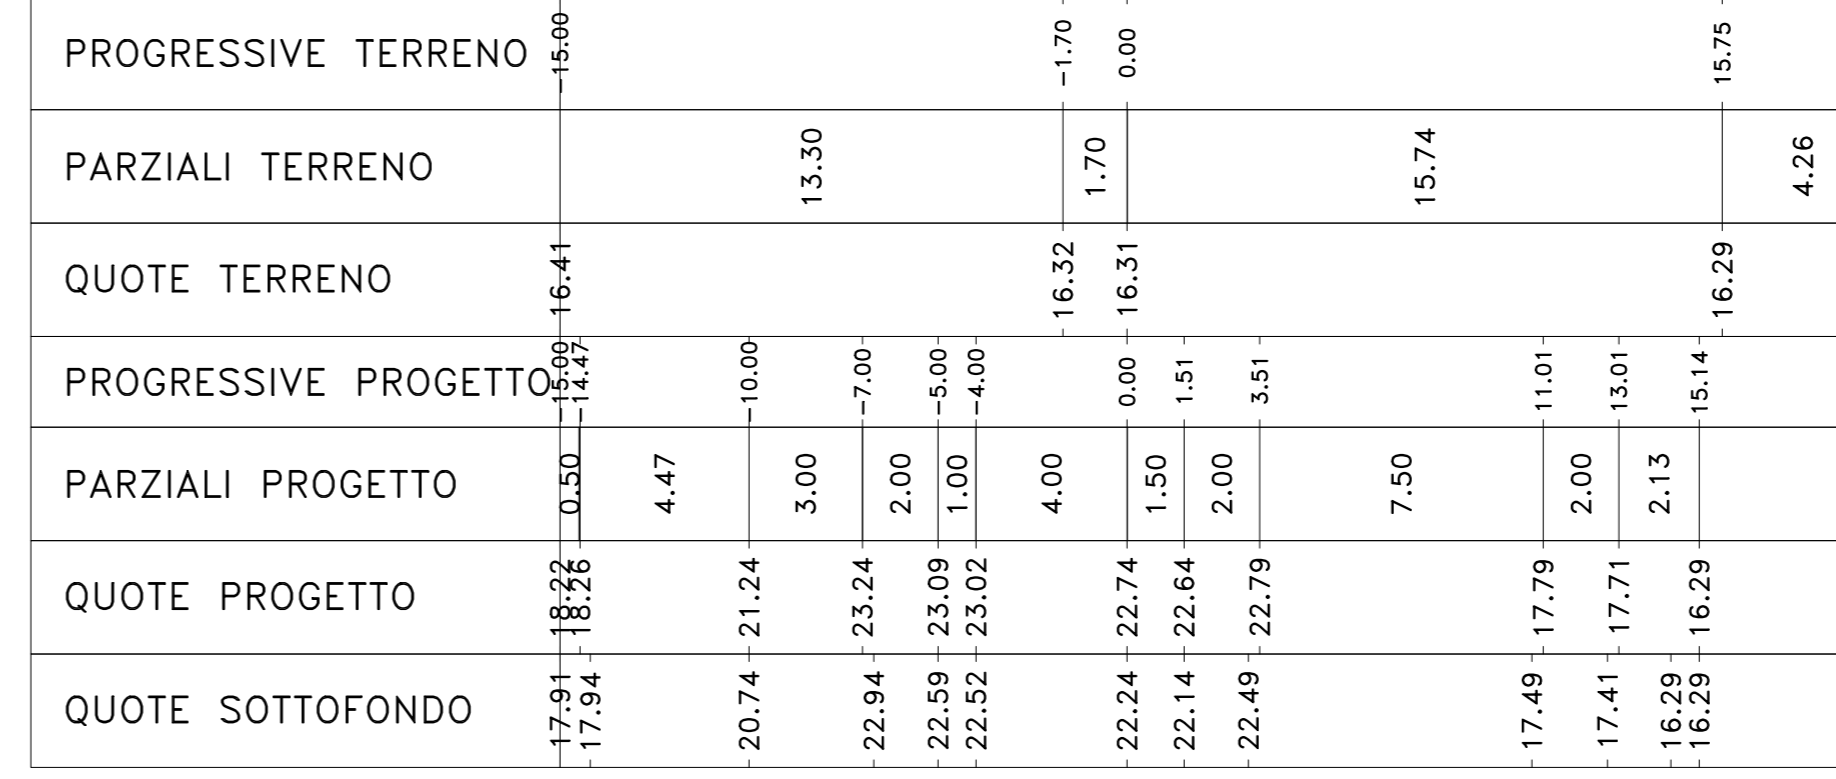 PROGRESSIVE TERRENO -15.00 -1.70 0.00 15.75
PARZIALI TERRENO 13.30 1.70 15.74 4.26
QUOTE TERRENO 16.41 16.32 16.31 16.29
PROGRESSIVE PROGETTO -15.00 -14.47 -10.00 -7.00 -5.00 -4.00 0.00 1.51 3.51 11.01 13.01 15.14
PARZIALI PROGETTO 0.50 4.47 3.00 2.00 1.00 4.00 1.50 2.00 7.50 2.00 2.13
QUOTE PROGETTO 18.22 18.26 21.24 23.24 23.09 23.02 22.74 22.64 22.79 17.79 17.71 16.29
QUOTE SOTTOFONDO 17.91 17.94 20.74 22.94 22.59 22.52 22.24 22.14 22.49 17.49 17.41 16.29 16.29